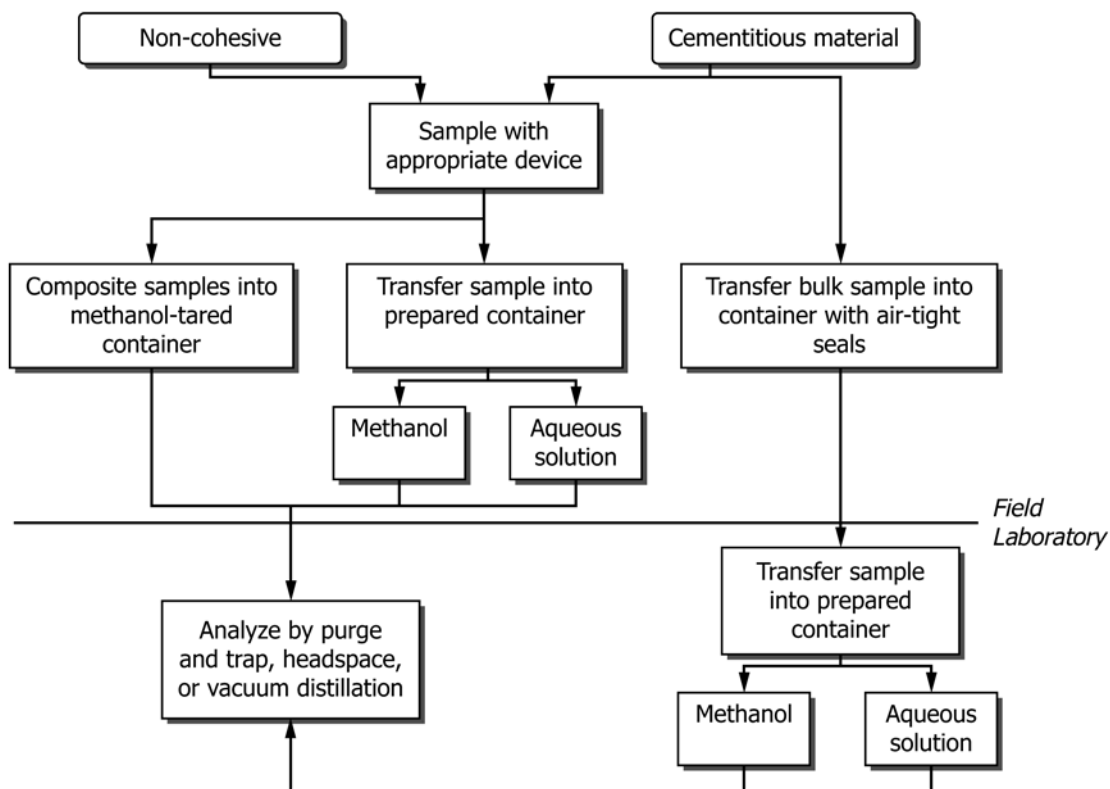 Non-cohesive
Cementitious material
Sample with
appropriate device
Composite samples into
methanol-tared
container
Transfer sample into
prepared container
Transfer bulk sample into
container with air-tight
seals
Methanol
Aqueous
solution
Field
Laboratory
Transfer sample
into prepared
container
Analyze by purge
and trap, headspace,
or vacuum distillation
Methanol
Aqueous
solution